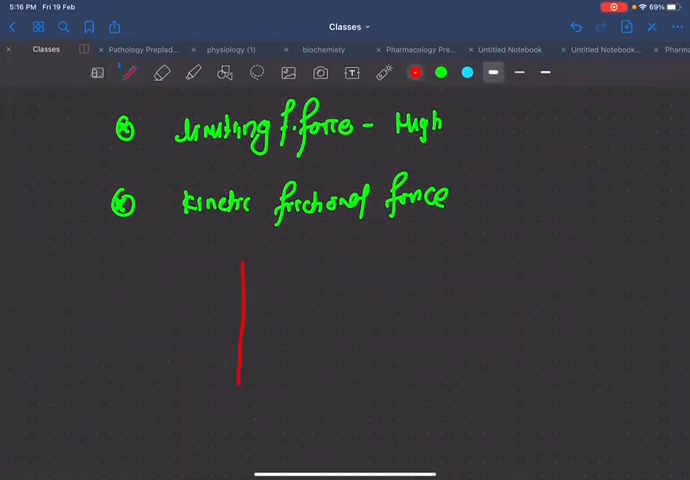 5:16 PM Fri 19 Feb
69%
Classes
Classes
Pathology Preplad...
physiology (1)
biochemisty
Pharmacology Pre...
Untitled Notebook
Untitled Notebook...
Pharma
limiting f.force - High
Kinetic frictional force